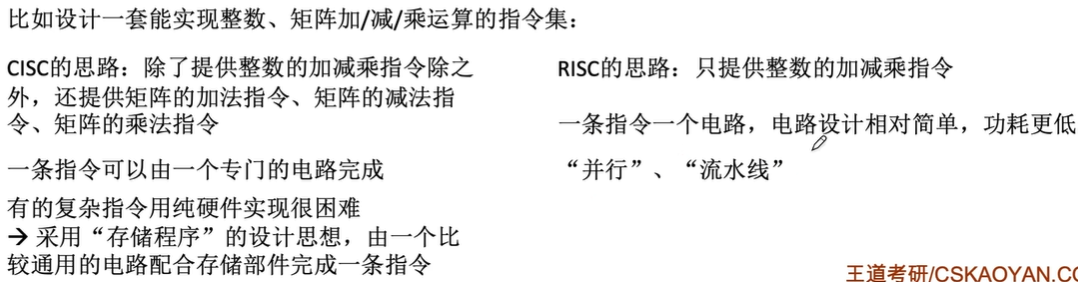 比如设计一套能实现整数、矩阵加/减/乘运算的指令集：
CISC的思路：除了提供整数的加减乘指令除之
外，还提供矩阵的加法指令、矩阵的减法指
令、矩阵的乘法指令
一条指令可以由一个专门的电路完成
有的复杂指令用纯硬件实现很困难
→ 采用“存储程序”的设计思想，由一个比
较通用的电路配合存储部件完成一条指令
RISC的思路：只提供整数的加减乘指令
一条指令一个电路，电路设计相对简单，功耗更低
“并行”、“流水线”
王道考研/CSKAOYAN.CO